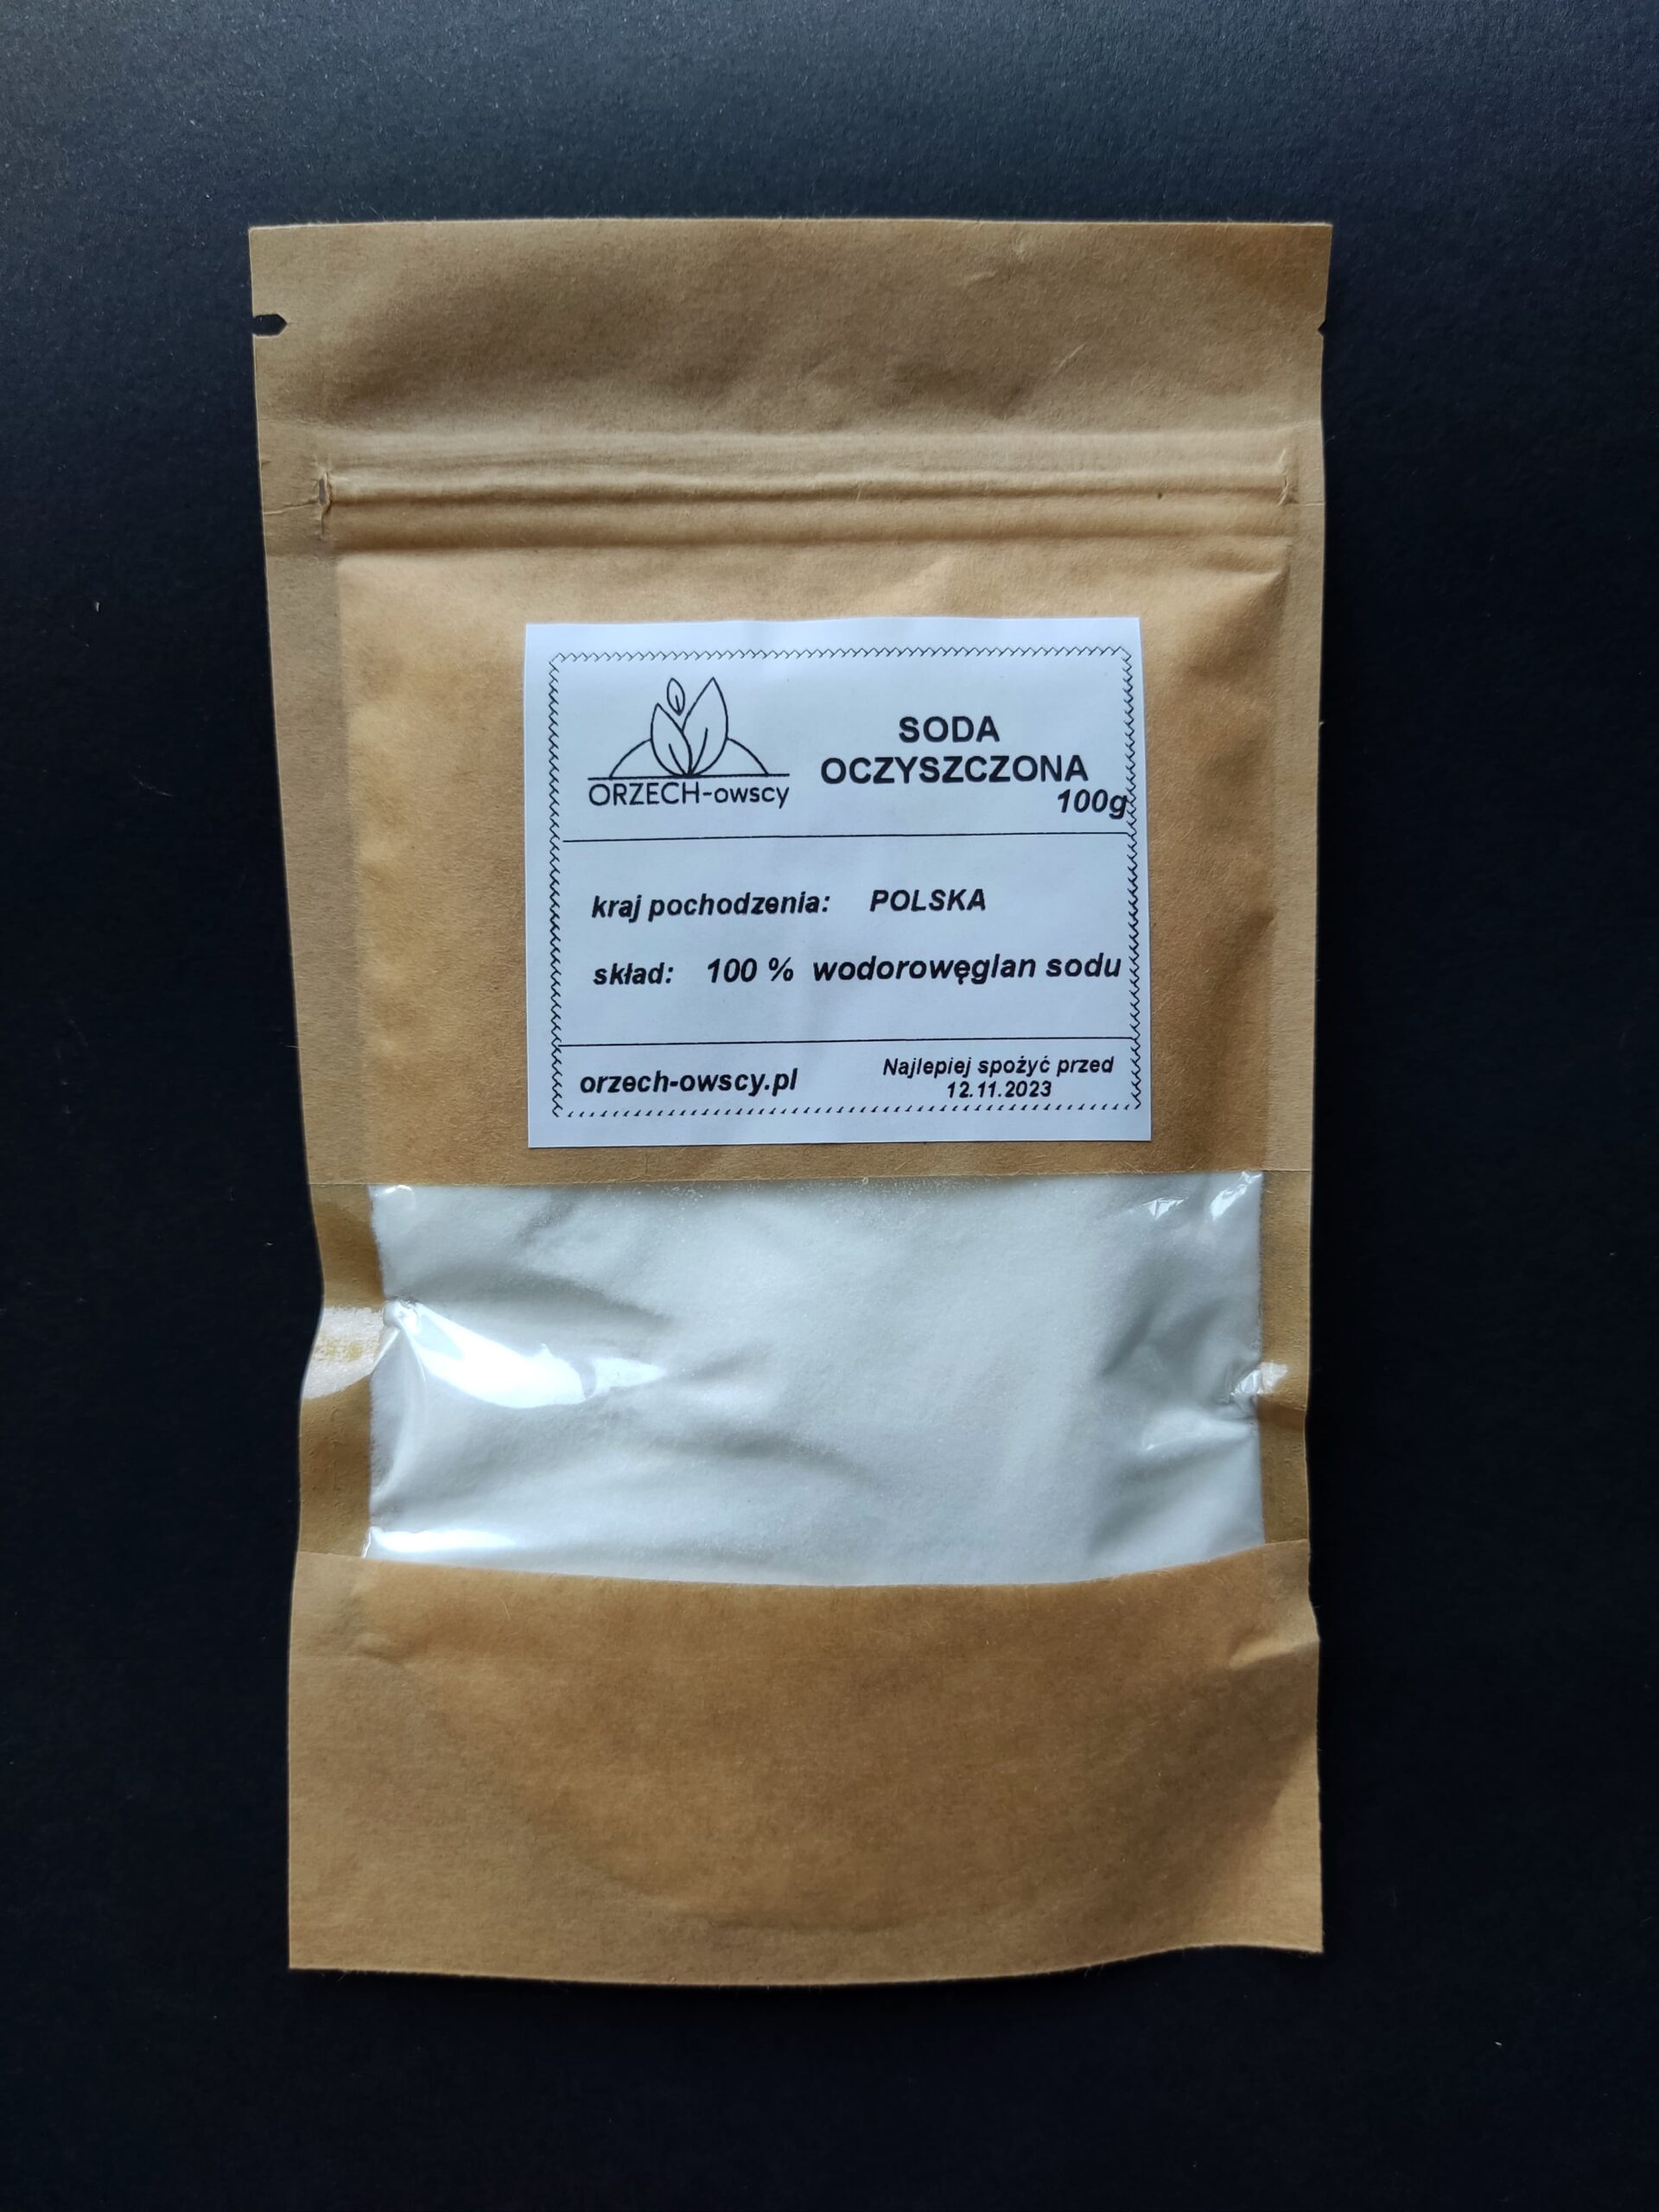 ORZECH-owscy
SODA
OCZYSZCZONA
100g
kraj pochodzenia: POLSKA
skład: 100 % wodorowęglan sodu
orzech-owscy.pl
Najlepiej spożyć przed
12.11.2023